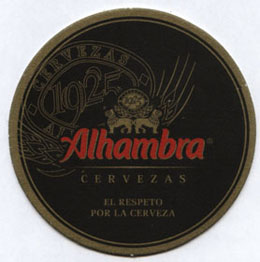 CERVEZAS
1925
Alhambra®
CERVEZAS
EL RESPETO
POR LA CERVEZA